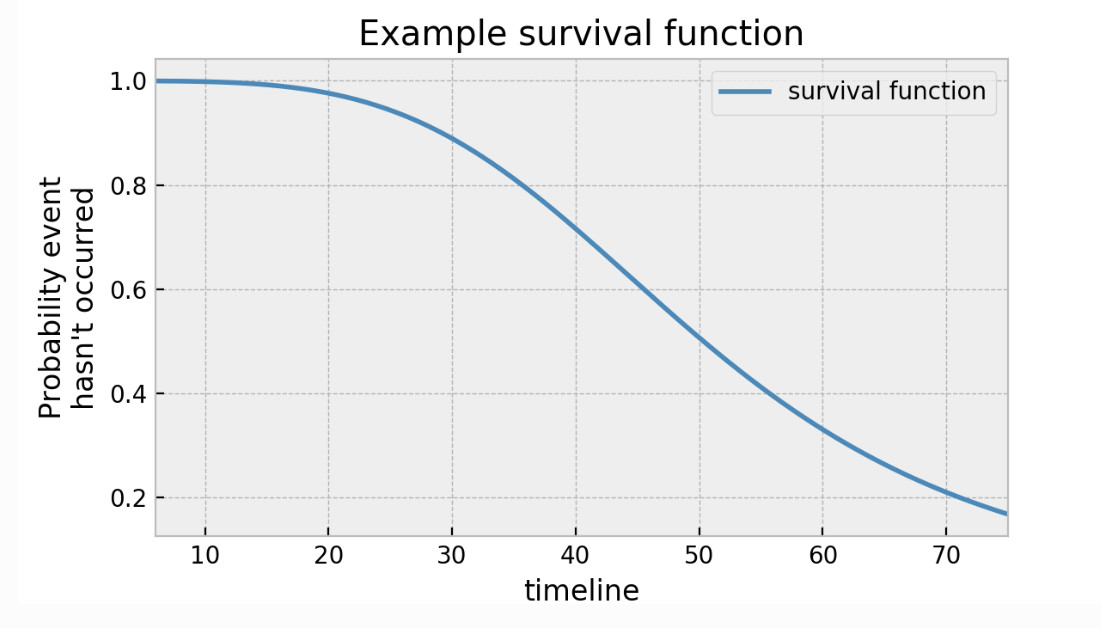 Example survival function
survival function
Probability event
hasn't occurred
1.0
0.8
0.6
0.4
0.2
10 20 30 40 50 60 70
timeline